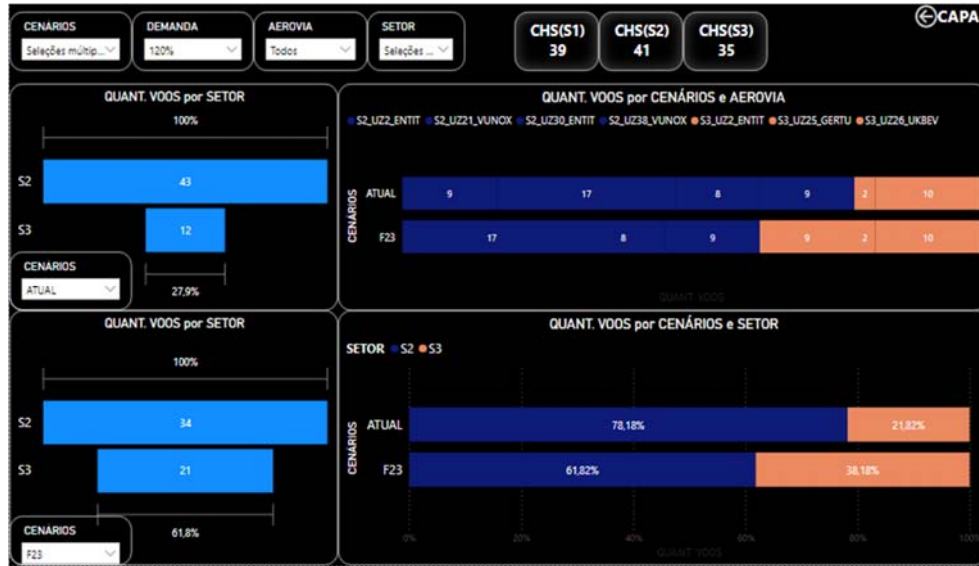 CENÁRIOS
Seleções múltip...
DEMANDA
120%
AEROVIA
Todos
SETOR
Seleções ...
CHS(S1)
39
CHS(S2)
41
CHS(S3)
35
CAPA
QUANT. VOOS por SETOR
100%
S2
43
S3
12
27,9%
CENÁRIOS
ATUAL
QUANT. VOOS por CENÁRIOS e AEROVIA
S2_UZ2_ENTIT S2_UZ21_VUNOX S2_UZ30_ENTIT S2_UZ38_VUNOX S3_UZ2_ENTIT S3_UZ25_GERTU S3_UZ26_UKBEV
CENÁRIOS
ATUAL 9 17 8 9 2 10
F23 17 8 9 9 2 10
QUANT. VOOS
QUANT. VOOS por SETOR
100%
S2
34
S3
21
61,8%
CENÁRIOS
F23
QUANT. VOOS por CENÁRIOS e SETOR
SETOR S2 S3
CENÁRIOS
ATUAL 78,18% 21,82%
F23 61,82% 38,18%
0% 20% 40% 60% 80% 100%
QUANT. VOOS